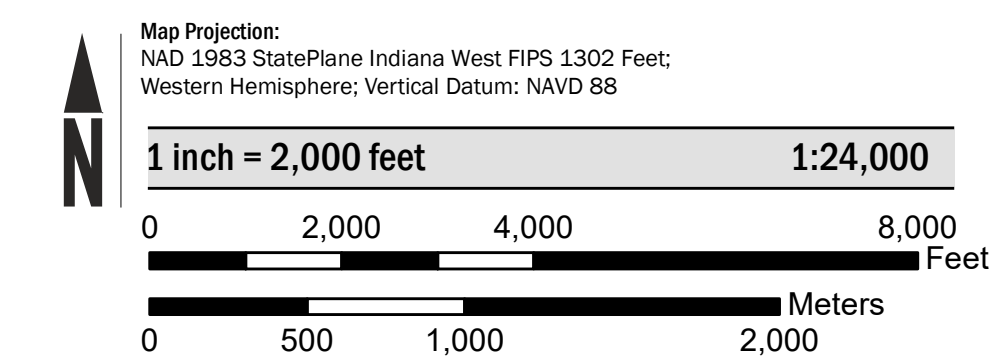 Map Projection:
NAD 1983 StatePlane Indiana West FIPS 1302 Feet;
Western Hemisphere; Vertical Datum: NAVD 88
N
1 inch = 2,000 feet 1:24,000
0 2,000 4,000 8,000
Feet
Meters
0 500 1,000 2,000